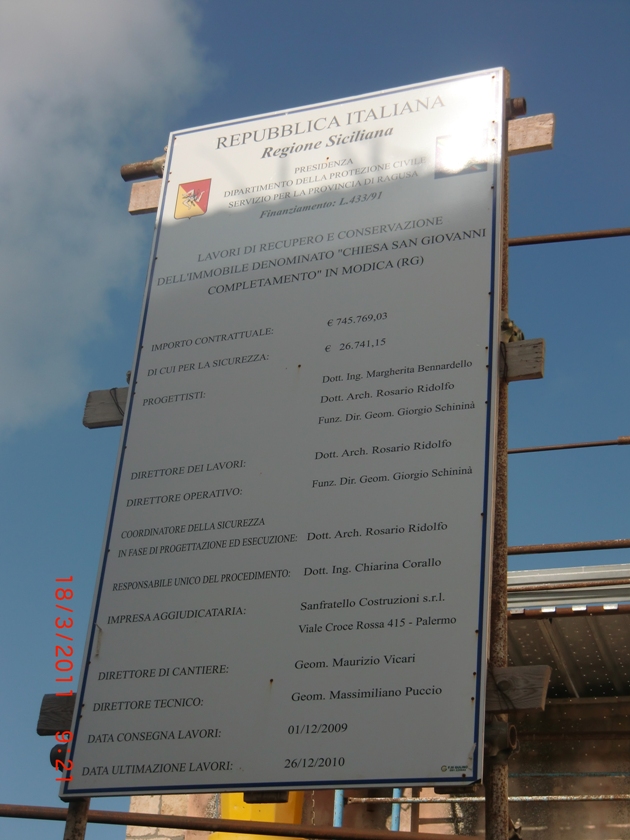 REPUBBLICA ITALIANA
Regione Siciliana
PRESIDENZA
DIPARTIMENTO DELLA PROTEZIONE CIVILE
SERVIZIO PER LA PROVINCIA DI RAGUSA
Finanziamento: L.433/91
LAVORI DI RECUPERO E CONSERVAZIONE
DELL'IMMOBILE DENOMINATO "CHIESA SAN GIOVANNI
COMPLETAMENTO" IN MODICA (RG)
IMPORTO CONTRATTUALE: € 745.769,03
DI CUI PER LA SICUREZZA: € 26.741,15
PROGETTISTI: Dott. Ing. Margherita Bennardello
Dott. Arch. Rosario Ridolfo
Funz. Dir. Geom. Giorgio Schininà
DIRETTORE DEI LAVORI: Dott. Arch. Rosario Ridolfo
DIRETTORE OPERATIVO: Funz. Dir. Geom. Giorgio Schininà
COORDINATORE DELLA SICUREZZA
IN FASE DI PROGETTAZIONE ED ESECUZIONE: Dott. Arch. Rosario Ridolfo
RESPONSABILE UNICO DEL PROCEDIMENTO: Dott. Ing. Chiarina Corallo
IMPRESA AGGIUDICATARIA: Sanfratello Costruzioni s.r.l.
Viale Croce Rossa 415 - Palermo
DIRETTORE DI CANTIERE: Geom. Maurizio Vicari
DIRETTORE TECNICO: Geom. Massimiliano Puccio
DATA CONSEGNA LAVORI: 01/12/2009
DATA ULTIMAZIONE LAVORI: 26/12/2010
18/3/2011 9:21